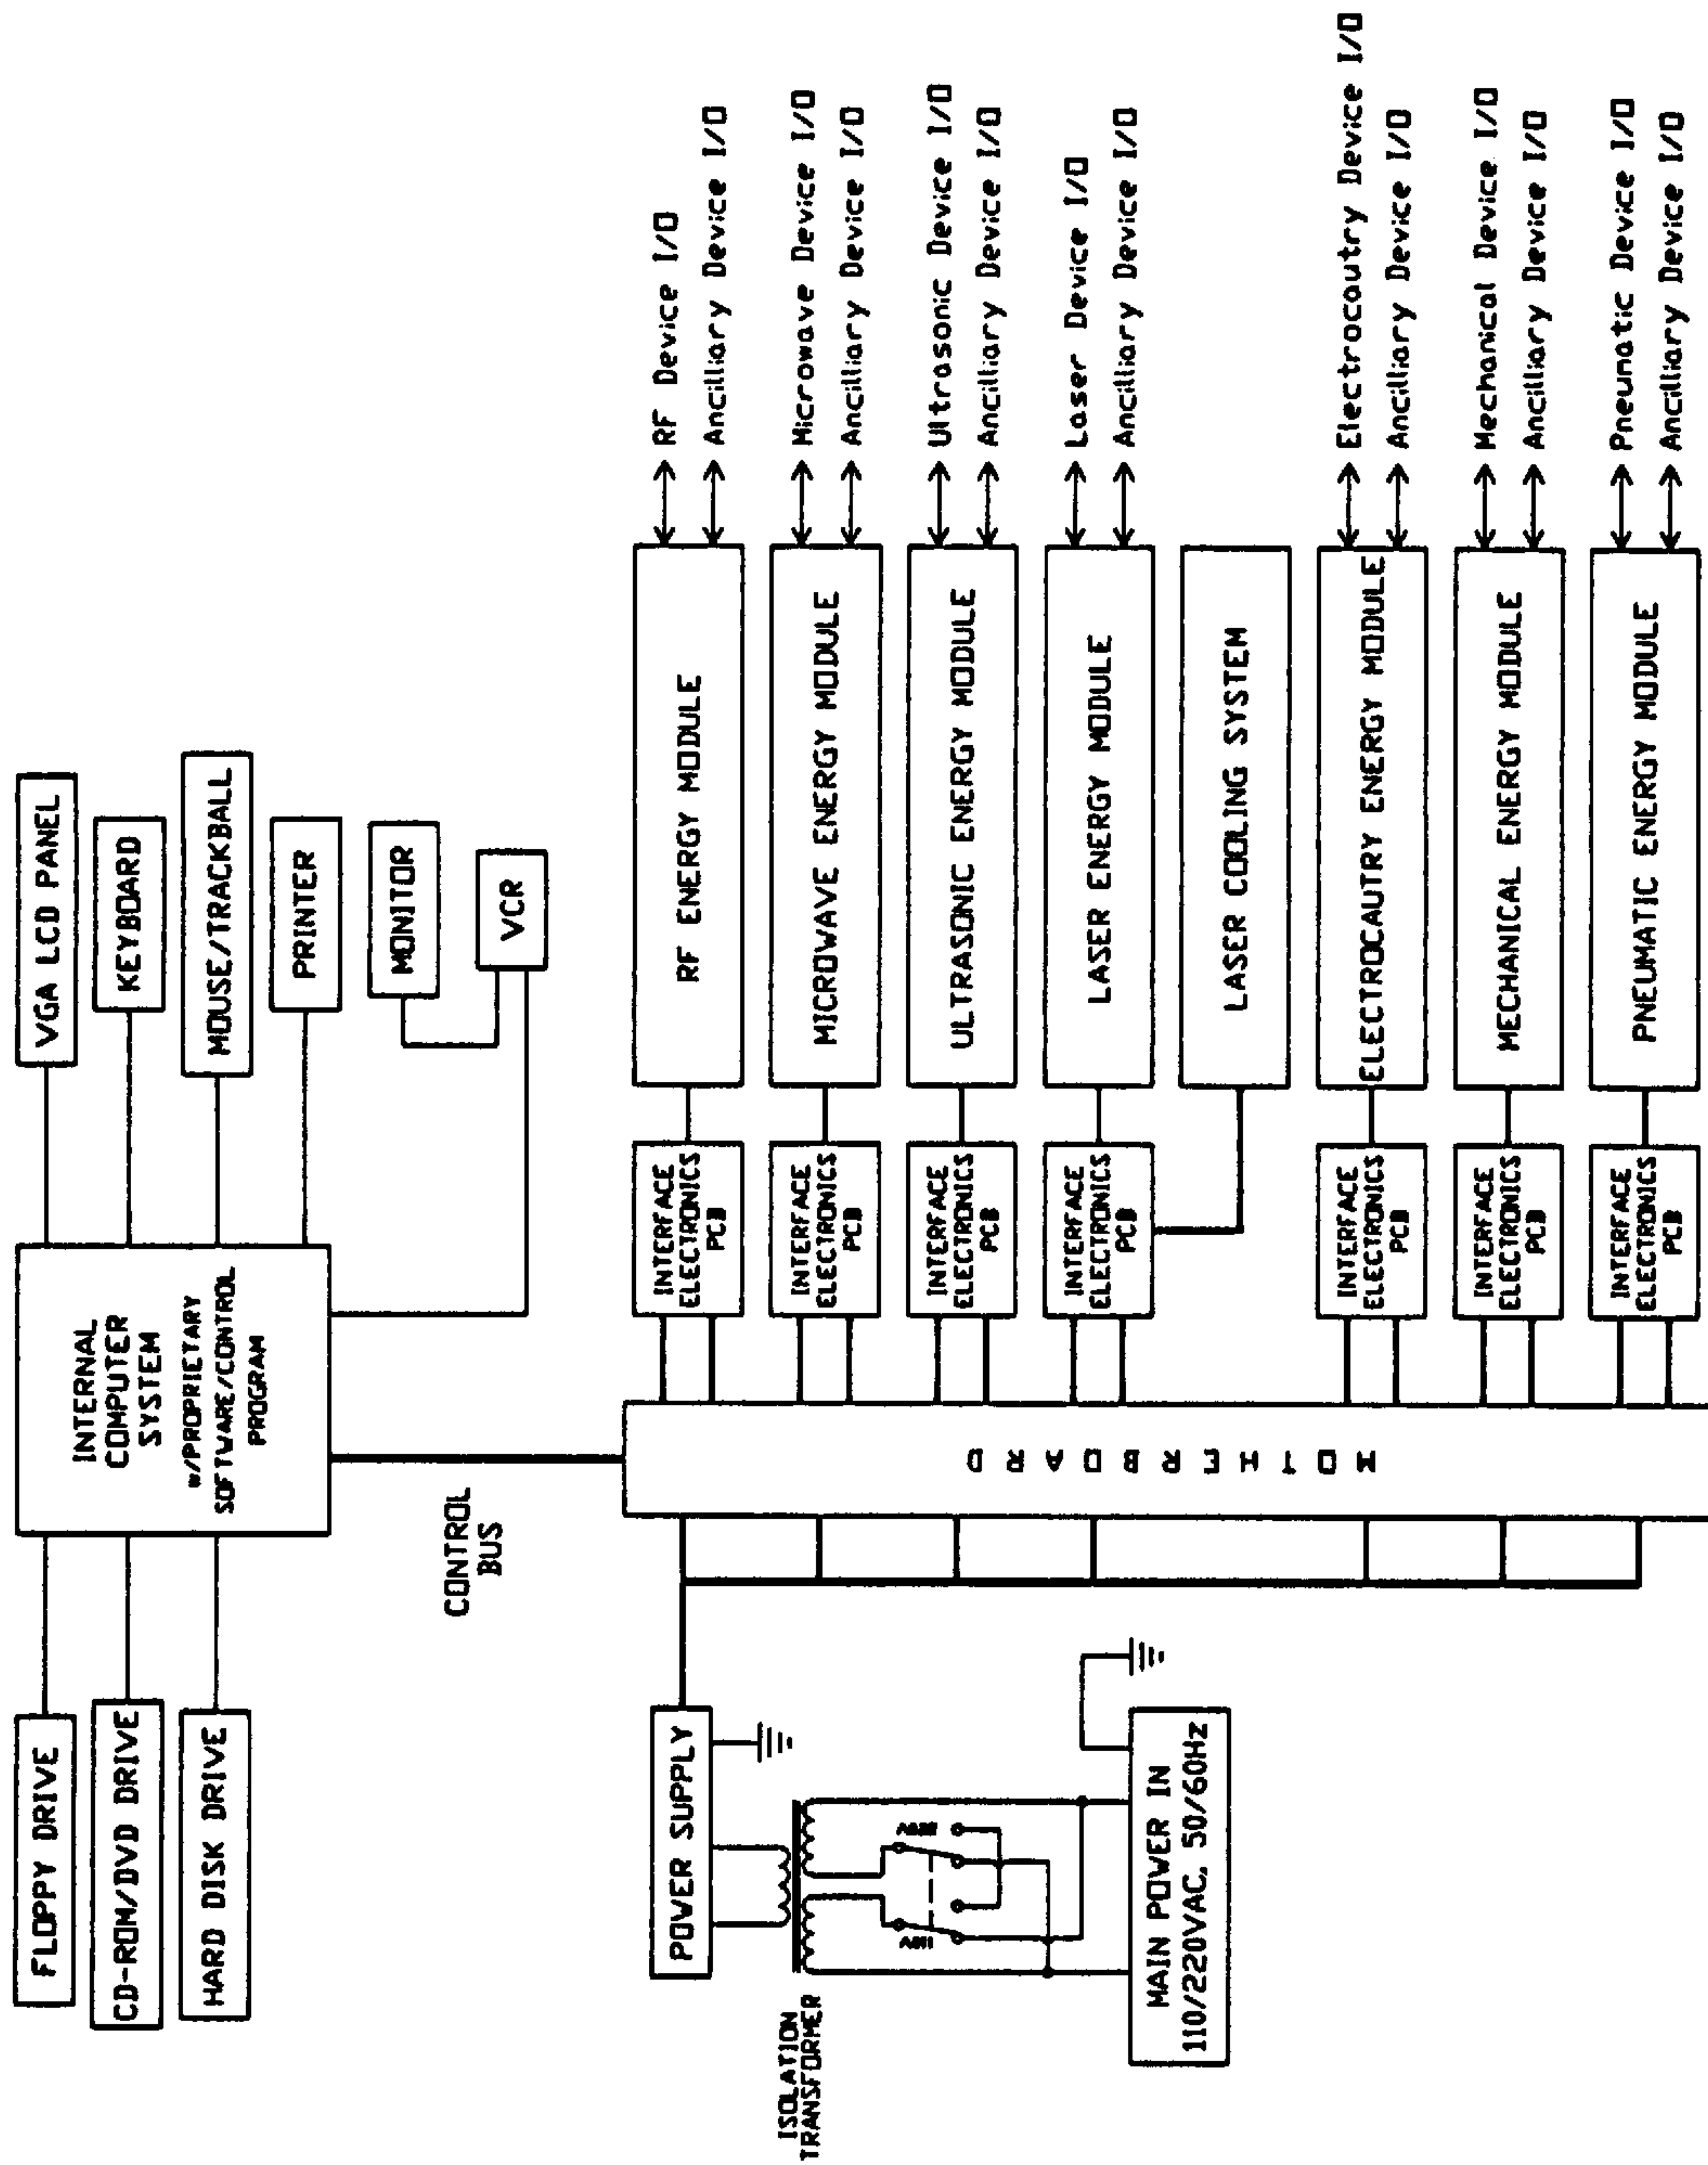 FLOPPY DRIVE
CD-ROM/DVD DRIVE
HARD DISK DRIVE
INTERNAL
COMPUTER
SYSTEM
w/PROPRIETARY
SOFTWARE/CONTROL
PROGRAM
VGA LCD PANEL
KEYBOARD
MOUSE/TRACKBALL
PRINTER
MONITOR
VCR
CONTROL
BUS
ISOLATION
TRANSFORMER
POWER SUPPLY
110V
220V
MAIN POWER IN
110/220VAC, 50/60Hz
MOTHERBOARD
INTERFACE
ELECTRONICS
PCB
RF ENERGY MODULE
RF Device I/O
Ancilliary Device I/O
INTERFACE
ELECTRONICS
PCB
MICROWAVE ENERGY MODULE
Microwave Device I/O
Ancilliary Device I/O
INTERFACE
ELECTRONICS
PCB
ULTRASONIC ENERGY MODULE
Ultrasonic Device I/O
Ancilliary Device I/O
INTERFACE
ELECTRONICS
PCB
LASER ENERGY MODULE
Laser Device I/O
Ancilliary Device I/O
LASER COOLING SYSTEM
INTERFACE
ELECTRONICS
PCB
ELECTROCAUTRY ENERGY MODULE
Electrocautry Device I/O
Ancilliary Device I/O
INTERFACE
ELECTRONICS
PCB
MECHANICAL ENERGY MODULE
Mechanical Device I/O
Ancilliary Device I/O
INTERFACE
ELECTRONICS
PCB
PNEUMATIC ENERGY MODULE
Pneunatic Device I/O
Ancilliary Device I/O